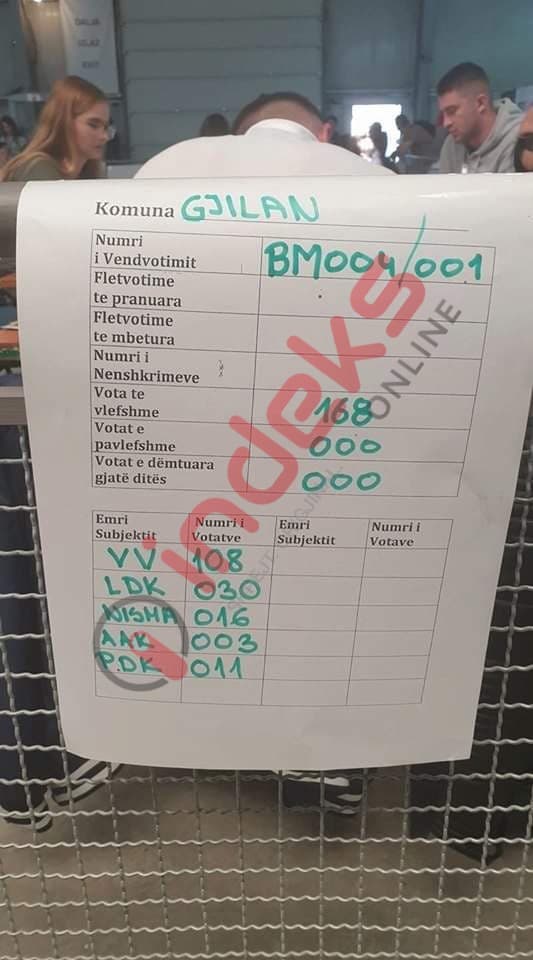 DALJA
Komuna GJILAN
Numri
i Vendvotimit BM004/001
Fletvotime
te pranuara
Fletvotime
te mbetura
Numri i
Nenshkrimeve
Vota te
vlefshme 168
Votat e
pavlefshme 000
Votat e dëmtuara
gjatë ditës 000
indeks
ONLINE
Emri Subjektit Numri i Votatve Emri Subjektit Numri i Votave
VV 108
LDK 030
NISMA 016
AAK 003
P.DK 011